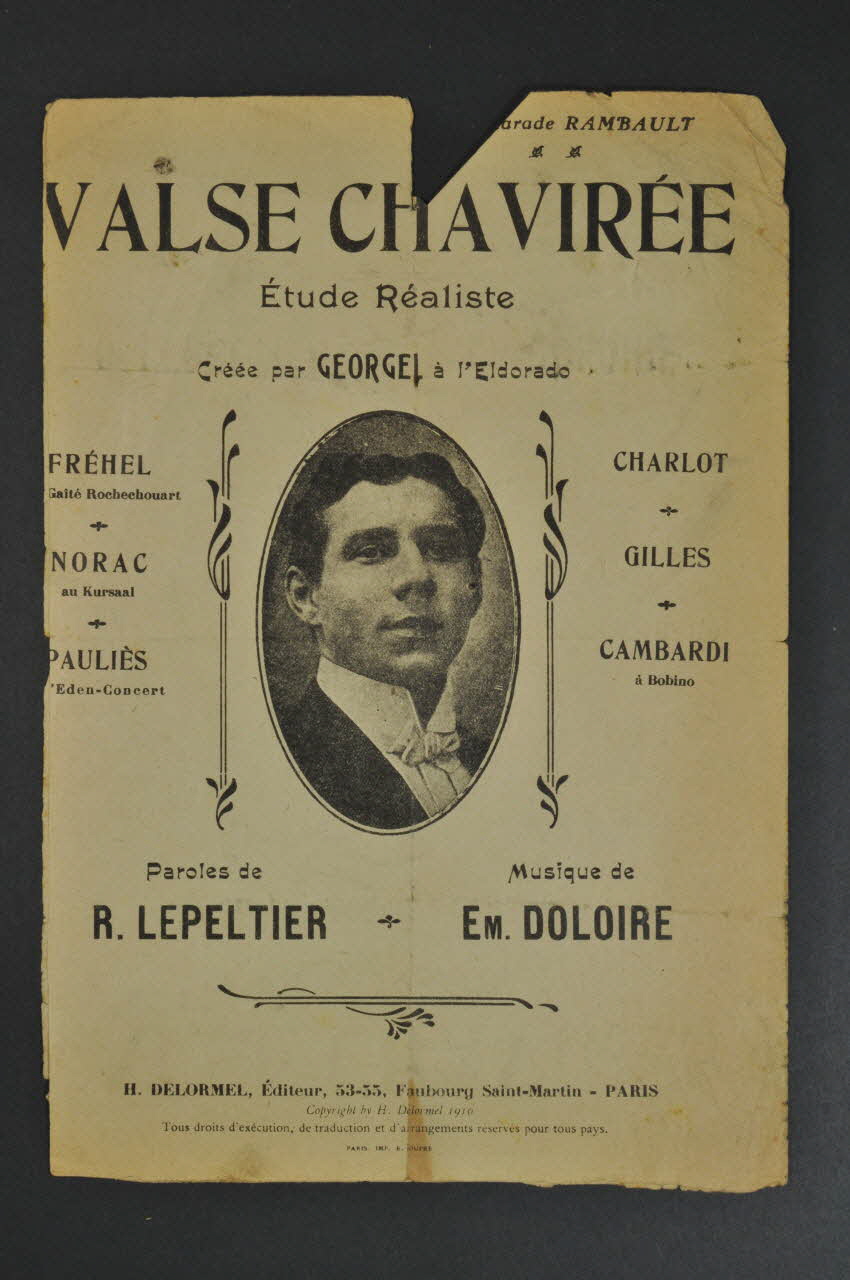 RAMBAULT
VALSE CHAVIRÉE
Étude Réaliste
Créée par GEORGEL à l'Eldorado
FRÉHEL
Gaîté Rochechouart
NORAC
au Kursaal
PAULIÈS
l'Eden-Concert
CHARLOT
GILLES
CAMBARDI
à Bobino
Paroles de
R. LEPELTIER
Musique de
EM. DOLOIRE
H. DELORMEL, Éditeur, 53-55, Faubourg Saint-Martin - PARIS
Copyright by H. Delormel 1910
Tous droits d'exécution, de traduction et d'arrangements réservés pour tous pays.
PARIS. IMP. E.